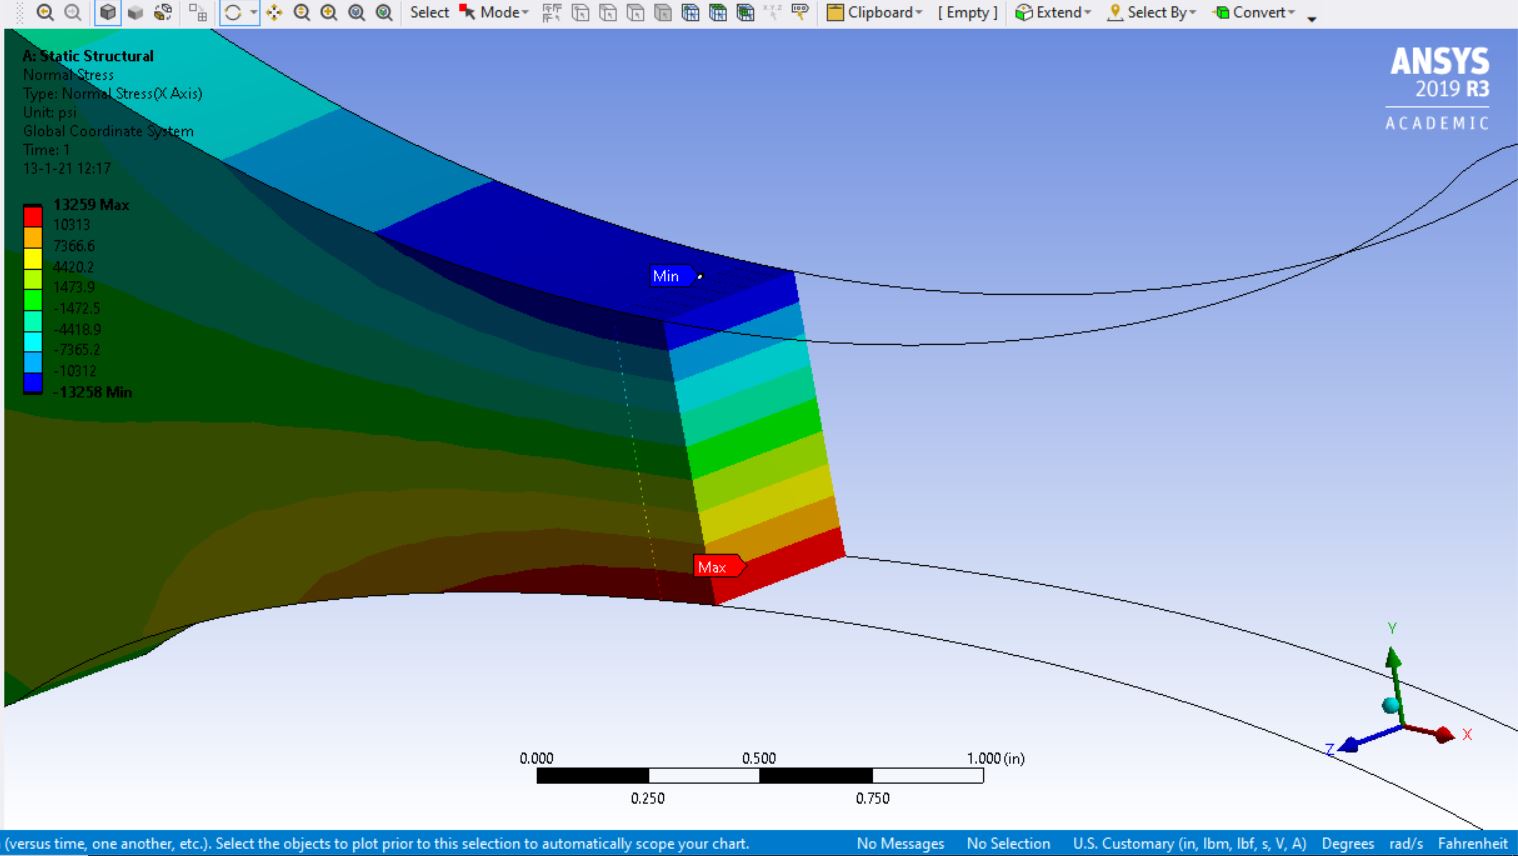 Select Mode Clipboard [ Empty ] Extend Select By Convert
A: Static Structural
Normal Stress
Type: Normal Stress(X Axis)
Unit: psi
Global Coordinate System
Time: 1
13-1-21 12:17
13259 Max
10313
7366.6
4420.2
1473.9
-1472.5
-4418.9
-7365.2
-10312
-13258 Min
ANSYS
2019 R3
ACADEMIC
Min
Max
Y
X
Z
0.000 0.500 1.000 (in)
0.250 0.750
(versus time, one another, etc.). Select the objects to plot prior to this selection to automatically scope your chart. No Messages No Selection U.S. Customary (in, lbm, lbf, s, V, A) Degrees rad/s Fahrenheit